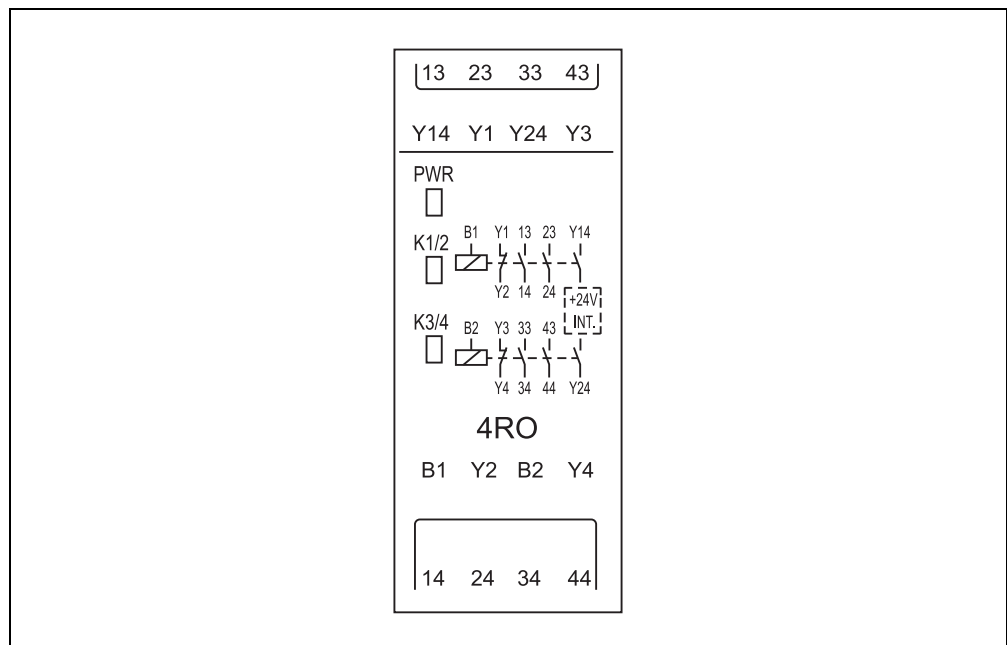 13 23 33 43
Y14 Y1 Y24 Y3
PWR
K1/2
B1 Y1 13 23 Y14
Y2 14 24
+24V
INT.
K3/4
B2 Y3 33 43
Y4 34 44 Y24
4RO
B1 Y2 B2 Y4
14 24 34 44